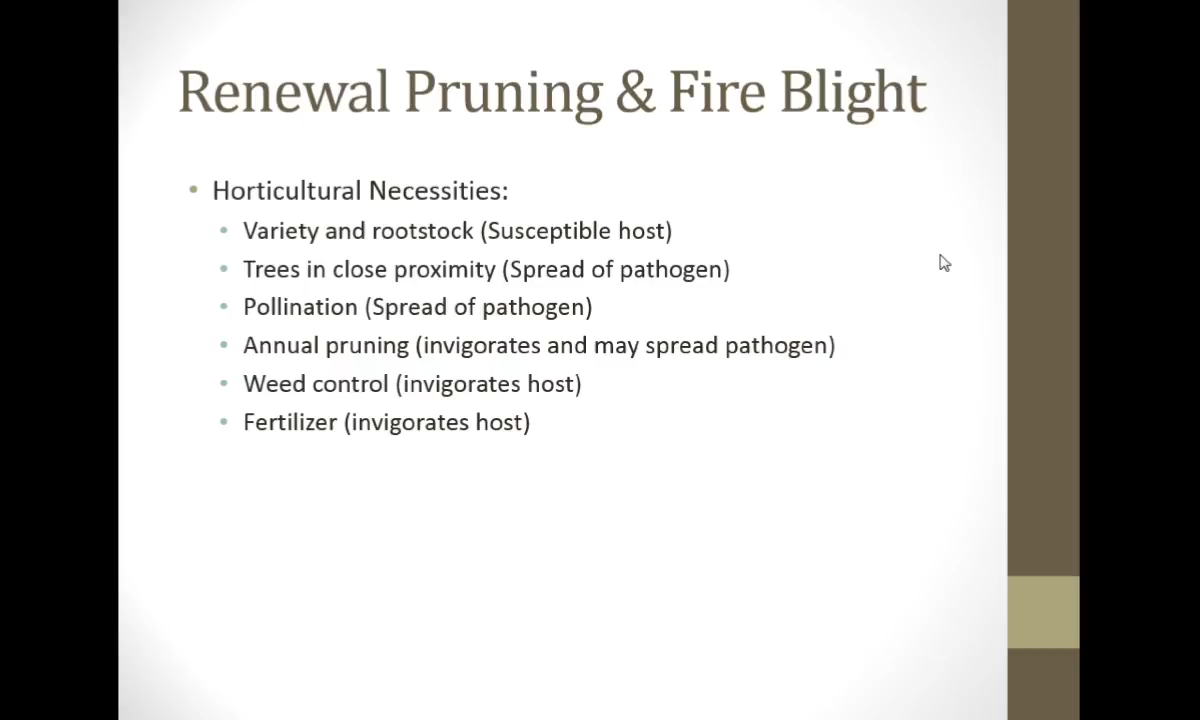 Renewal Pruning & Fire Blight
• Horticultural Necessities:
• Variety and rootstock (Susceptible host)
• Trees in close proximity (Spread of pathogen)
• Pollination (Spread of pathogen)
• Annual pruning (invigorates and may spread pathogen)
• Weed control (invigorates host)
• Fertilizer (invigorates host)